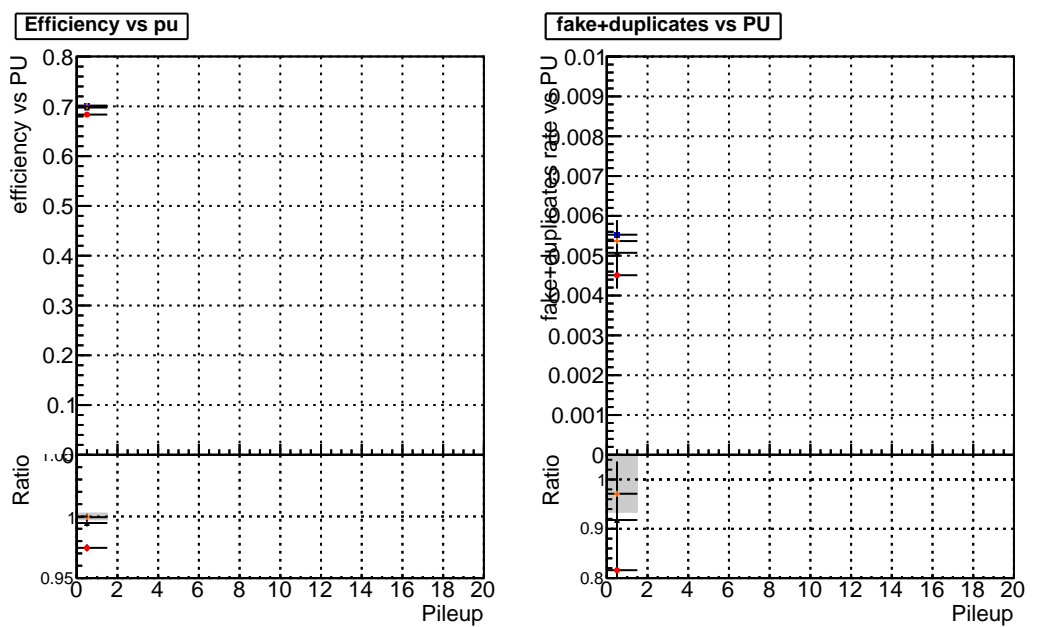 Efficiency vs pu
efficiency vs PU
0.8
0.7
0.6
0.5
0.4
0.3
0.2
0.1
0
Ratio
1
0.95
0 2 4 6 8 10 12 14 16 18 20
Pileup
fake+duplicates vs PU
fake+duplicates rate vs PU
0.01
0.009
0.008
0.007
0.006
0.005
0.004
0.003
0.002
0.001
0
Ratio
1
0.9
0.8
0 2 4 6 8 10 12 14 16 18 20
Pileup